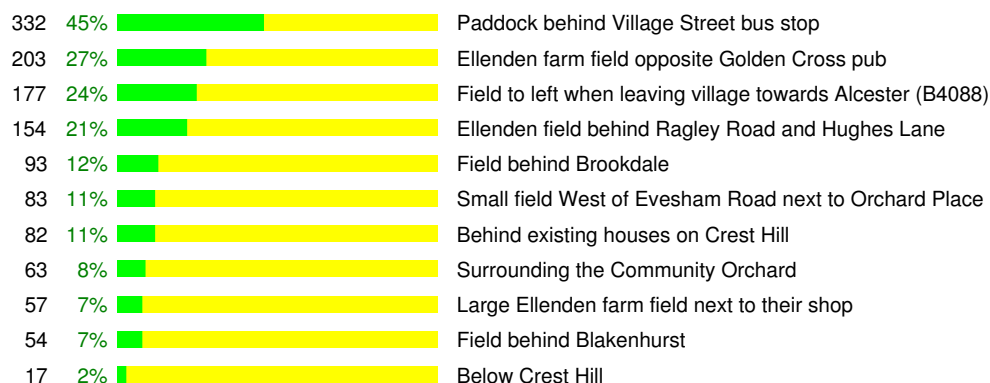 332 45% Paddock behind Village Street bus stop
203 27% Ellenden farm field opposite Golden Cross pub
177 24% Field to left when leaving village towards Alcester (B4088)
154 21% Ellenden field behind Ragley Road and Hughes Lane
93 12% Field behind Brookdale
83 11% Small field West of Evesham Road next to Orchard Place
82 11% Behind existing houses on Crest Hill
63 8% Surrounding the Community Orchard
57 7% Large Ellenden farm field next to their shop
54 7% Field behind Blakenhurst
17 2% Below Crest Hill